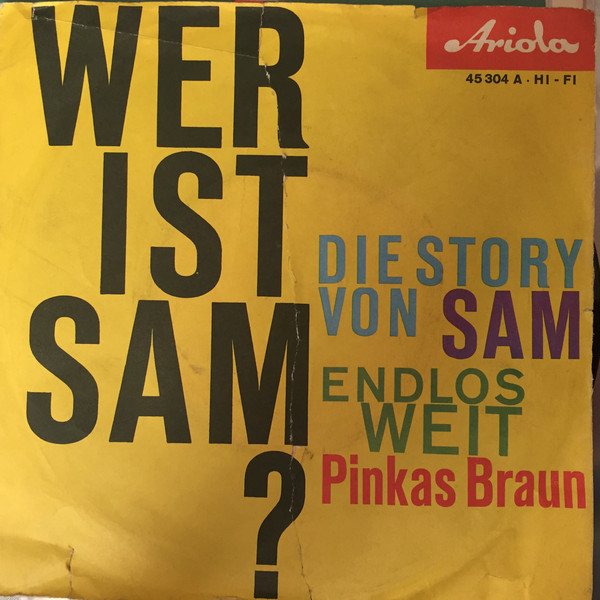 WER
IST
SAM
?
Ariola
45 304 A · HI - FI
DIE STORY
VON SAM
ENDLOS
WEIT
Pinkas Braun